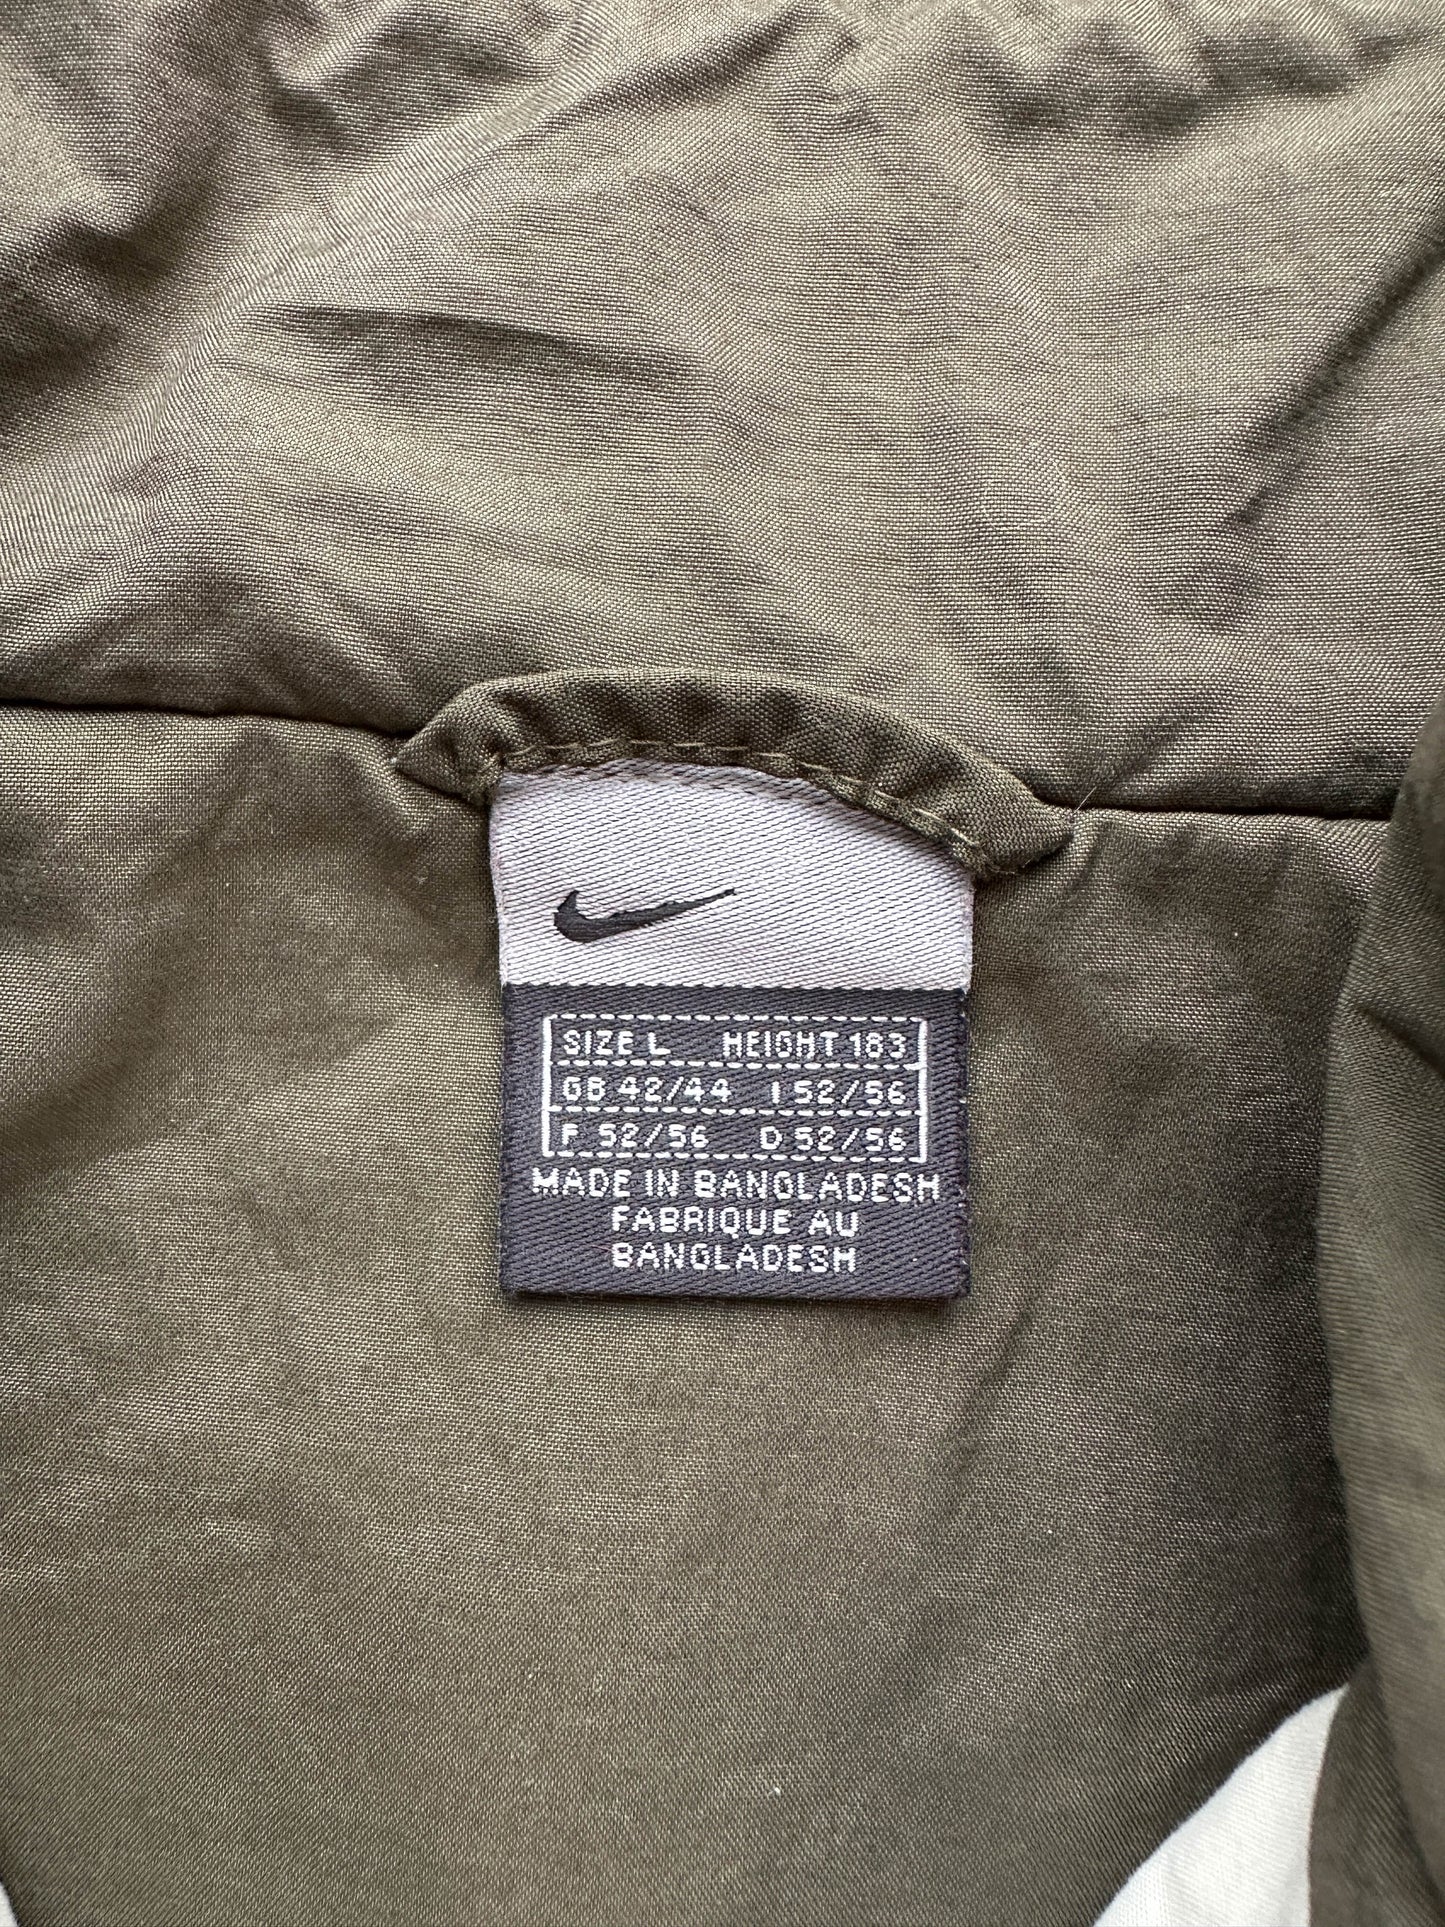 SIZE L HEIGHT 183
GB 42/44 I 52/56
F 52/56 D 52/56
MADE IN BANGLADESH
FABRIQUE AU
BANGLADESH